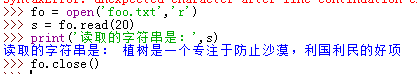 SyntaxError: unexpected character after line continuation c
>>> fo = open('foo.txt','r')
>>> s = fo.read(20)
>>> print('读取的字符串是：',s)
读取的字符串是： 植树是一个专注于防止沙漠，利国利民的好项
>>> fo.close()
>>>